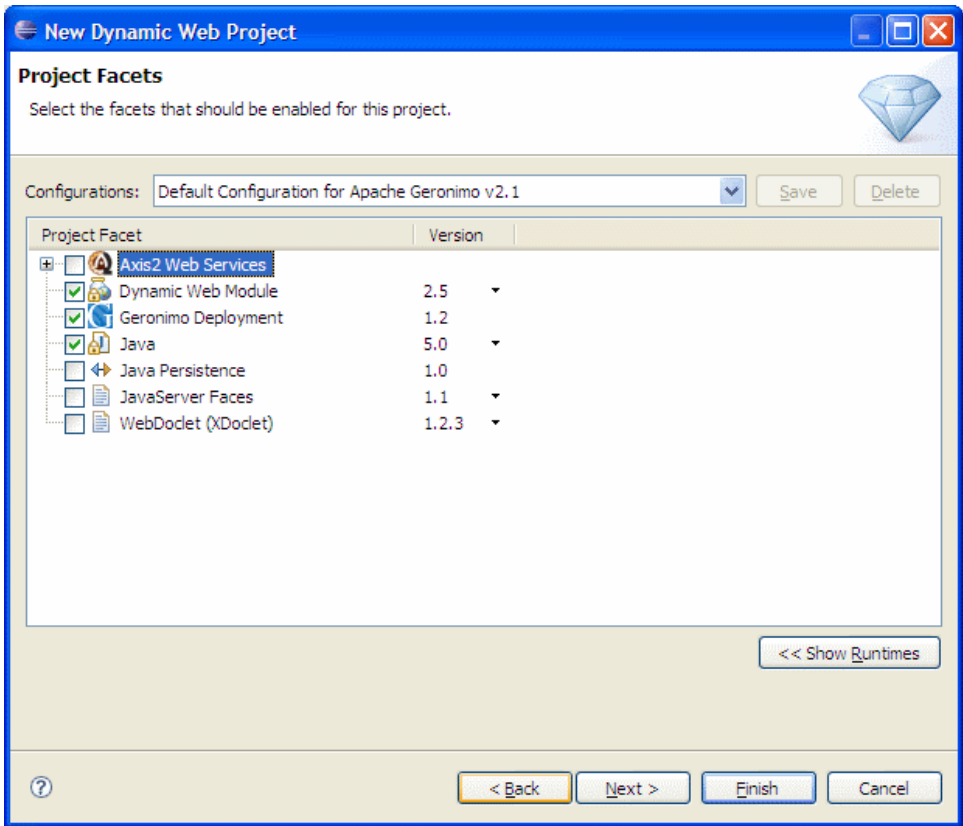 New Dynamic Web Project
Project Facets
Select the facets that should be enabled for this project.
Configurations: Default Configuration for Apache Geronimo v2.1 Save Delete
Project Facet Version
Axis2 Web Services
Dynamic Web Module 2.5
Geronimo Deployment 1.2
Java 5.0
Java Persistence 1.0
JavaServer Faces 1.1
WebDoclet (XDoclet) 1.2.3
<< Show Runtimes
? < Back Next > Finish Cancel